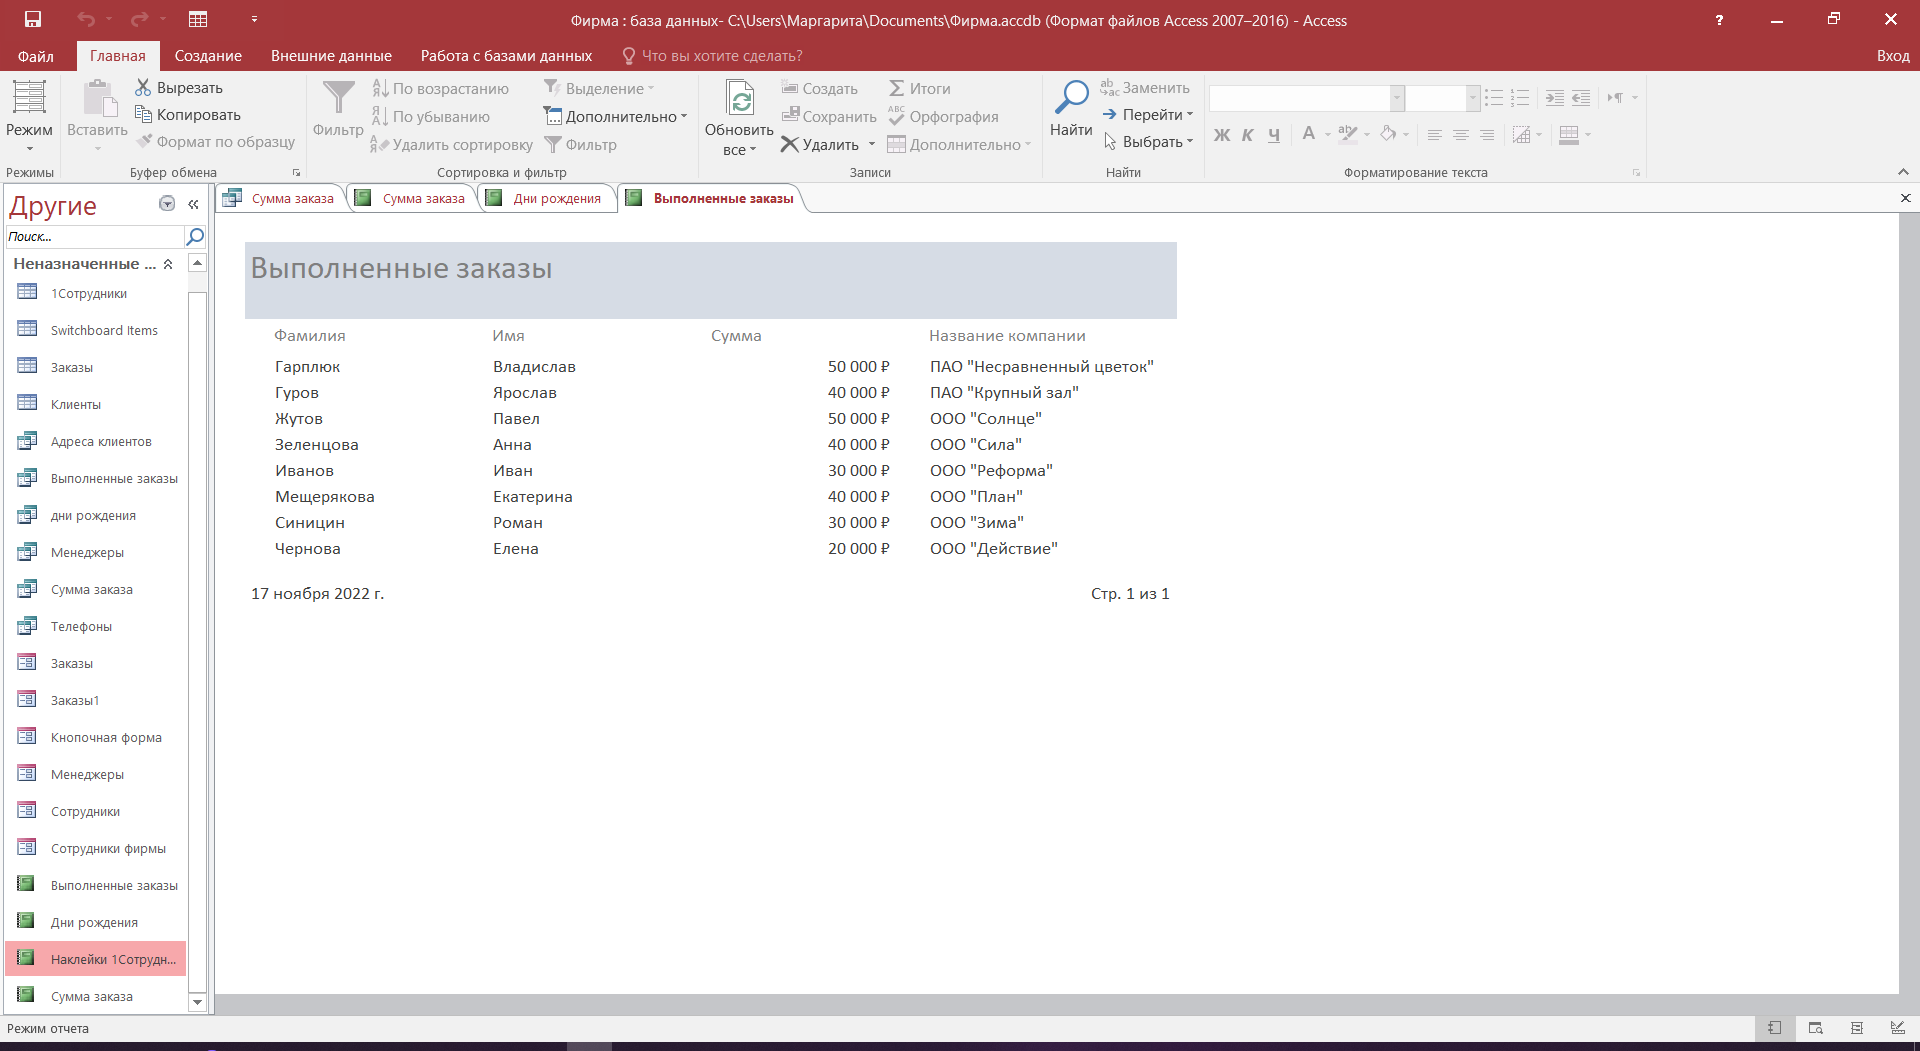 Фирма : база данных- C:\Users\Маргарита\Documents\Фирма.accdb (Формат файлов Access 2007–2016) - Access
?
Файл Главная Создание Внешние данные Работа с базами данных Что вы хотите сделать? Вход
Режим
Режимы
Вставить
Вырезать
Копировать
Формат по образцу
Буфер обмена
Фильтр
По возрастанию
По убыванию
Удалить сортировку
Выделение
Дополнительно
Фильтр
Сортировка и фильтр
Обновить
все
Создать
Сохранить
Удалить
Итоги
Орфография
Дополнительно
Записи
Найти
Заменить
Перейти
Выбрать
Найти
Ж К Ч
Форматирование текста
Другие
Поиск...
Неназначенные ...
1Сотрудники
Switchboard Items
Заказы
Клиенты
Адреса клиентов
Выполненные заказы
дни рождения
Менеджеры
Сумма заказа
Телефоны
Заказы
Заказы1
Кнопочная форма
Менеджеры
Сотрудники
Сотрудники фирмы
Выполненные заказы
Дни рождения
Наклейки 1Сотрудн...
Сумма заказа
Сумма заказа Сумма заказа Дни рождения Выполненные заказы
Выполненные заказы
Фамилия Имя Сумма Название компании
Гарплюк Владислав 50 000 ₽ ПАО "Несравненный цветок"
Гуров Ярослав 40 000 ₽ ПАО "Крупный зал"
Жутов Павел 50 000 ₽ ООО "Солнце"
Зеленцова Анна 40 000 ₽ ООО "Сила"
Иванов Иван 30 000 ₽ ООО "Реформа"
Мещерякова Екатерина 40 000 ₽ ООО "План"
Синицин Роман 30 000 ₽ ООО "Зима"
Чернова Елена 20 000 ₽ ООО "Действие"
17 ноября 2022 г. Стр. 1 из 1
Режим отчета